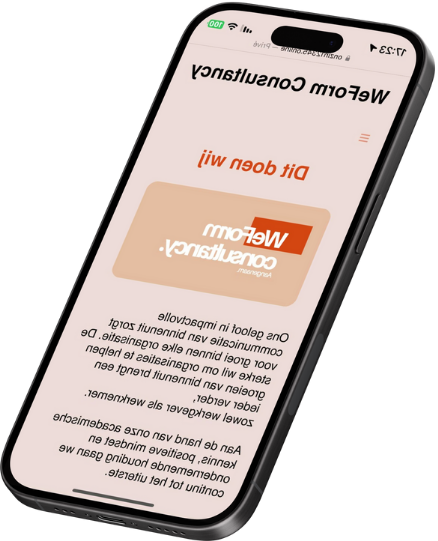 17:23
100
onzin12345.online — Privé
WeForm Consultancy
Dit doen wij
WeForm
consultancy.
Aangenaam.
Ons geloof in impactvolle
communicatie van binnenuit zorgt
voor groei binnen elke organisatie. De
sterke wil om organisaties te helpen
groeien van binnenuit brengt een
ieder verder,
zowel werkgever als werknemer.
Aan de hand van onze academische
kennis, positieve mindset en
ondernemende houding gaan we
continu tot het uiterste.